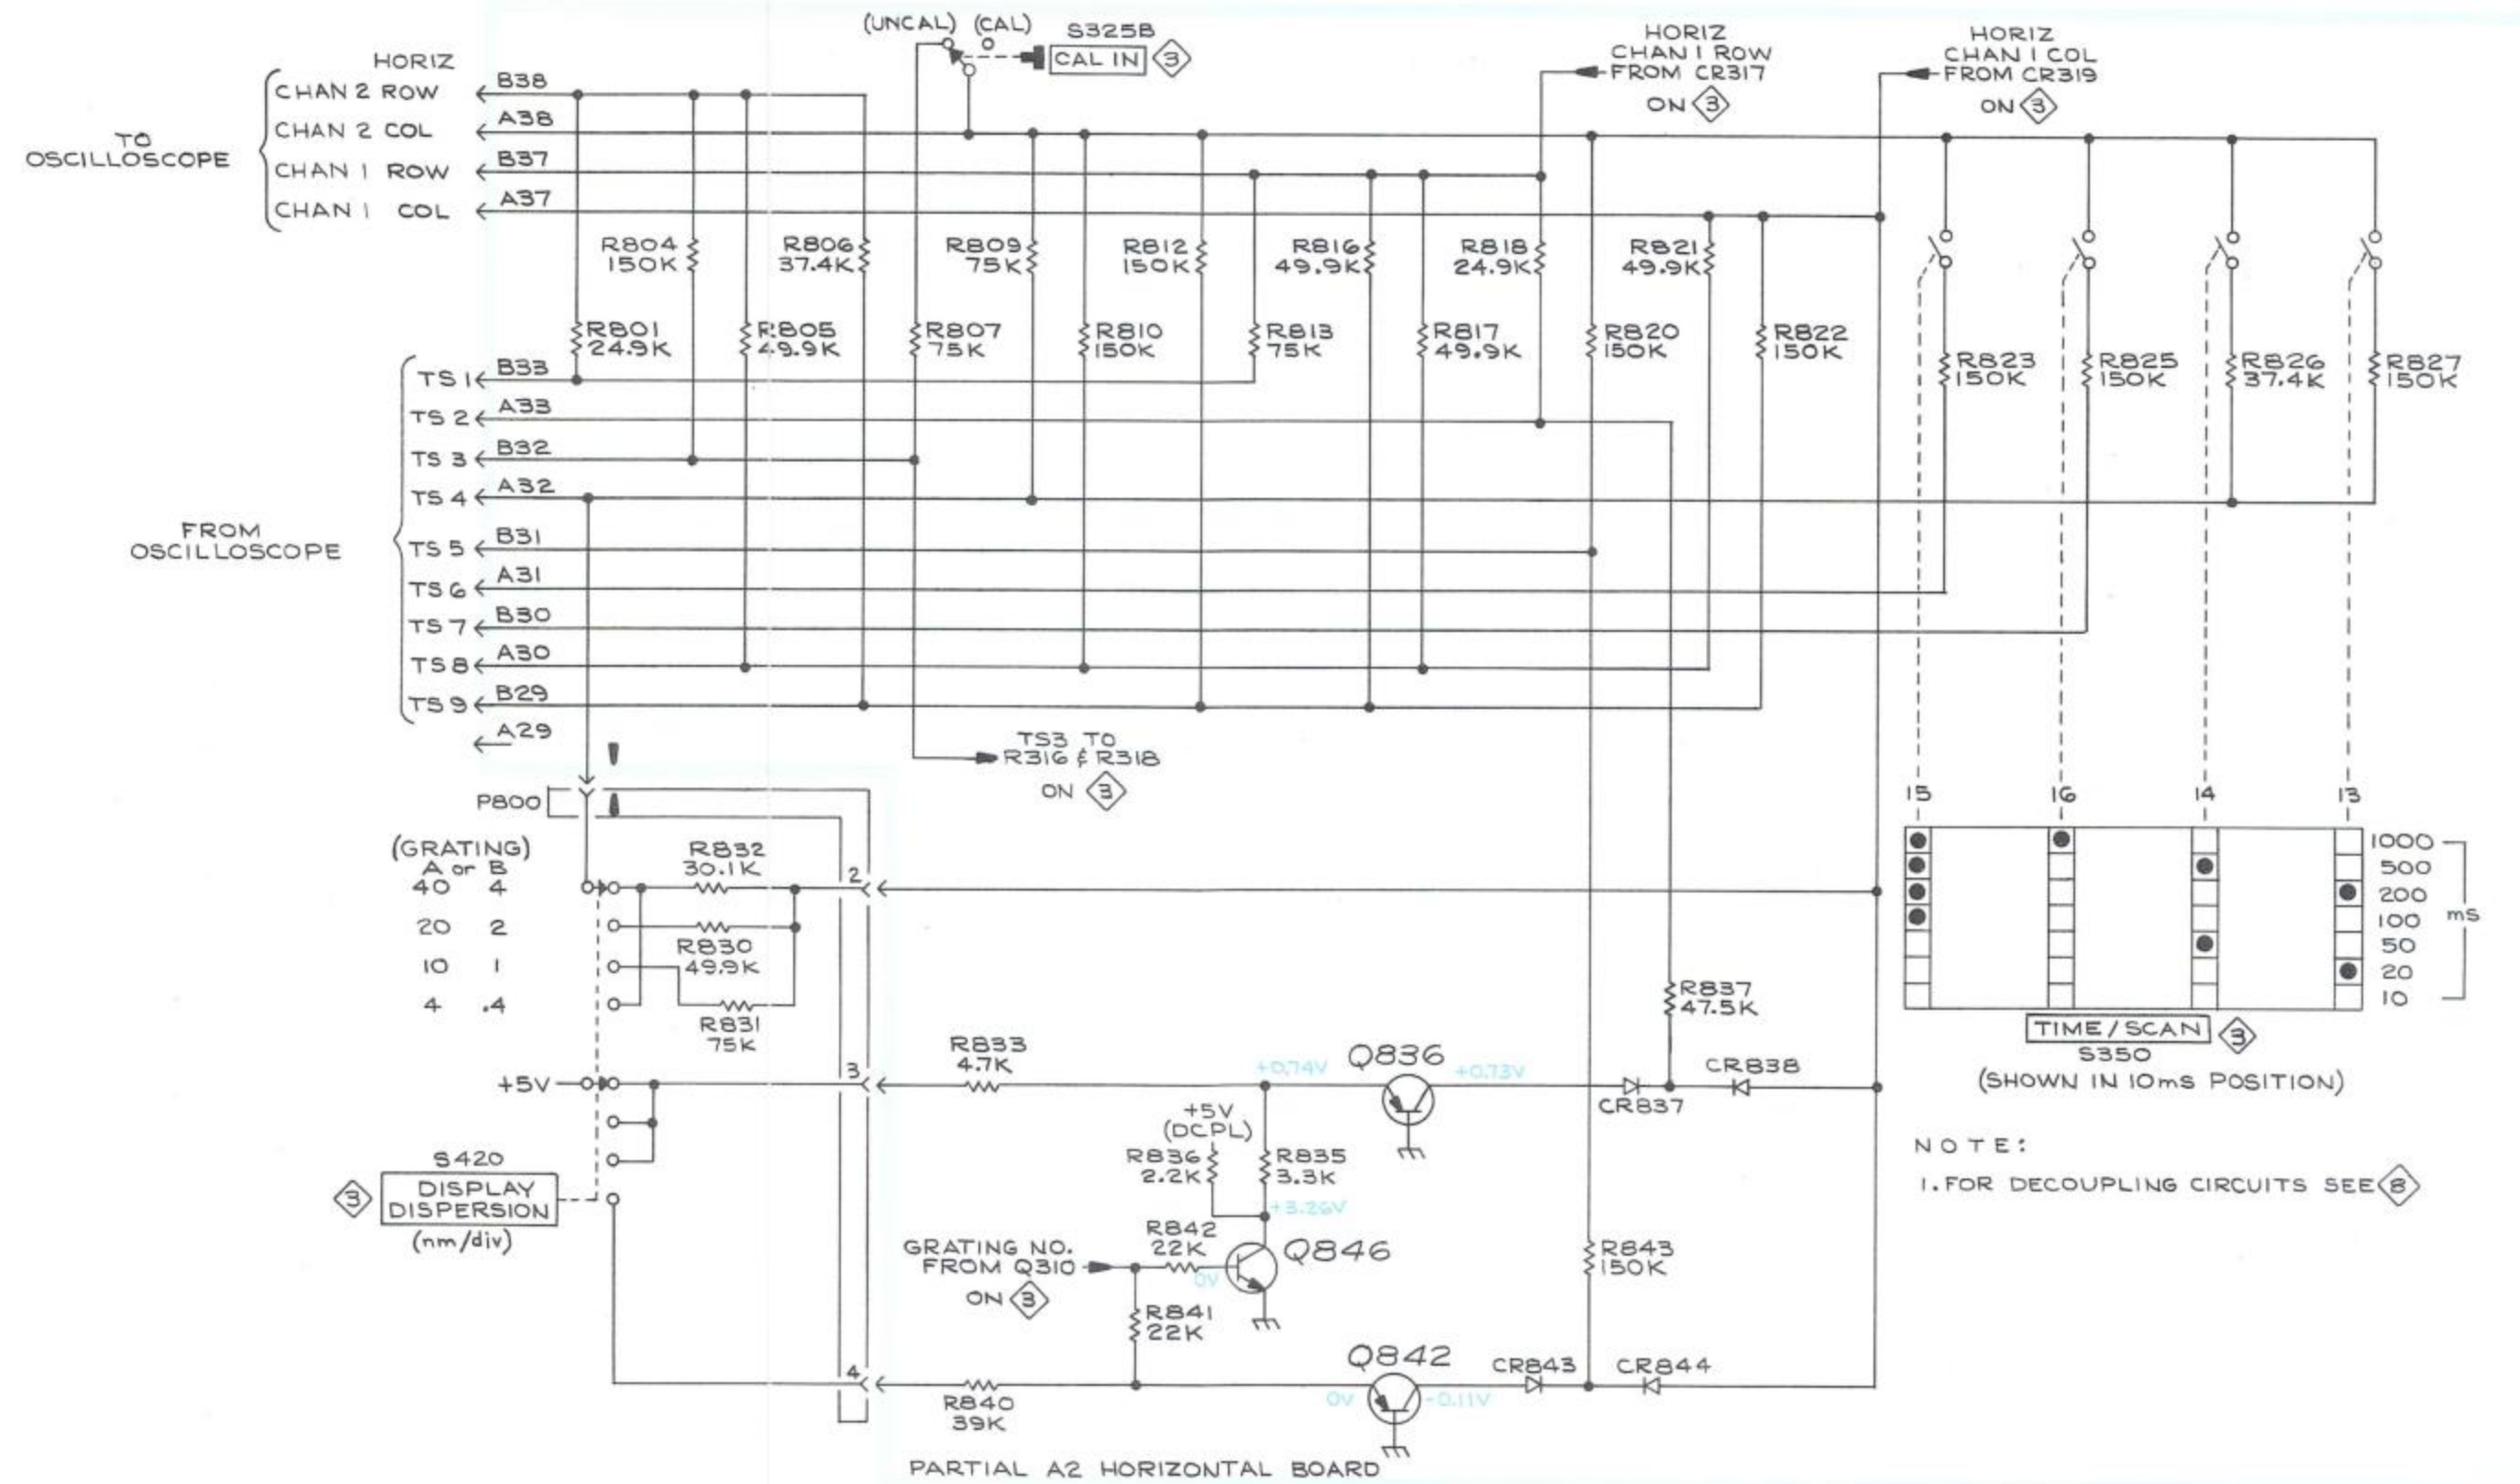 (UNCAL) (CAL)
S325B
CAL IN
3
HORIZ
CHAN 1 ROW
FROM CR317
ON 3
HORIZ
CHAN 1 COL
FROM CR319
ON 3
HORIZ
TO
OSCILLOSCOPE
CHAN 2 ROW
B38
CHAN 2 COL
A38
CHAN 1 ROW
B37
CHAN 1 COL
A37
R804
150K
R806
37.4K
R809
75K
R812
150K
R816
49.9K
R818
24.9K
R821
49.9K
R801
24.9K
R805
49.9K
R807
75K
R810
150K
R813
75K
R817
49.9K
R820
150K
R822
150K
R823
150K
R825
150K
R826
37.4K
R827
150K
FROM
OSCILLOSCOPE
TS 1
B33
TS 2
A33
TS 3
B32
TS 4
A32
TS 5
B31
TS 6
A31
TS 7
B30
TS 8
A30
TS 9
B29
A29
TS3 TO
R316 & R318
ON 3
P800
(GRATING)
A or B
40 4
20 2
10 1
4 .4
R832
30.1K
R830
49.9K
R831
75K
2
3
4
+5V
S420
3
DISPLAY
DISPERSION
(nm/div)
R833
4.7K
+0.74V
Q836
+0.73V
CR837
CR838
R837
47.5K
+5V
(DCPL)
R836
2.2K
R835
3.3K
+3.26V
GRATING NO.
FROM Q310
ON 3
R842
22K
0V
Q846
R841
22K
R840
39K
Q842
0V
-0.11V
CR843
CR844
R843
150K
15 16 14 13
1000
500
200
100
50
20
10
mS
TIME/SCAN
3
S350
(SHOWN IN 10mS POSITION)
NOTE:
1. FOR DECOUPLING CIRCUITS SEE 8
PARTIAL A2 HORIZONTAL BOARD